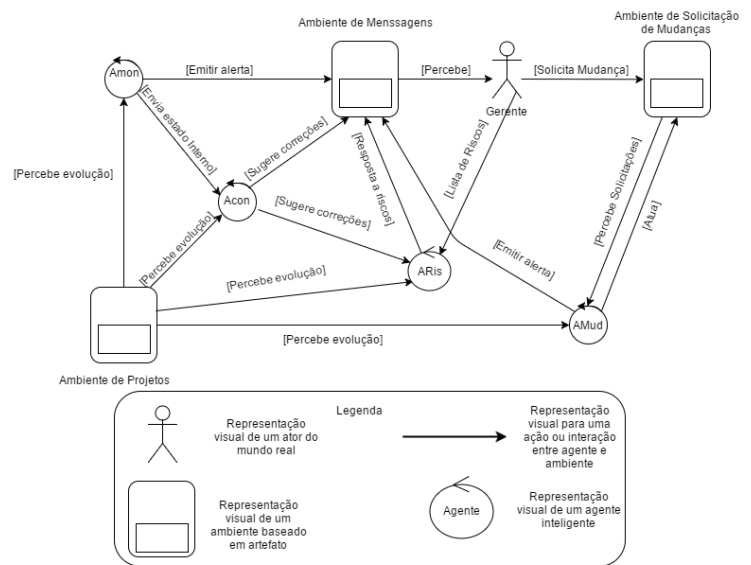 Ambiente de Menssagens
Ambiente de Solicitação
de Mudanças
Amon
[Emitir alerta]
[Percebe]
[Solicita Mudança]
Gerente
[Envia estado Interno]
[Sugere correções]
[Resposta a riscos]
[Lista de Riscos]
[Percebe Solicitações]
[Atua]
[Percebe evolução]
Acon
[Sugere correções]
[Percebe evolução]
ARis
[Emitir alerta]
[Percebe evolução]
AMud
[Percebe evolução]
Ambiente de Projetos
Legenda
Representação
visual de um ator do
mundo real
Representação
visual para uma
ação ou interação
entre agente e
ambiente
Representação
visual de um
ambiente baseado
em artefato
Agente
Representação
visual de um agente
inteligente